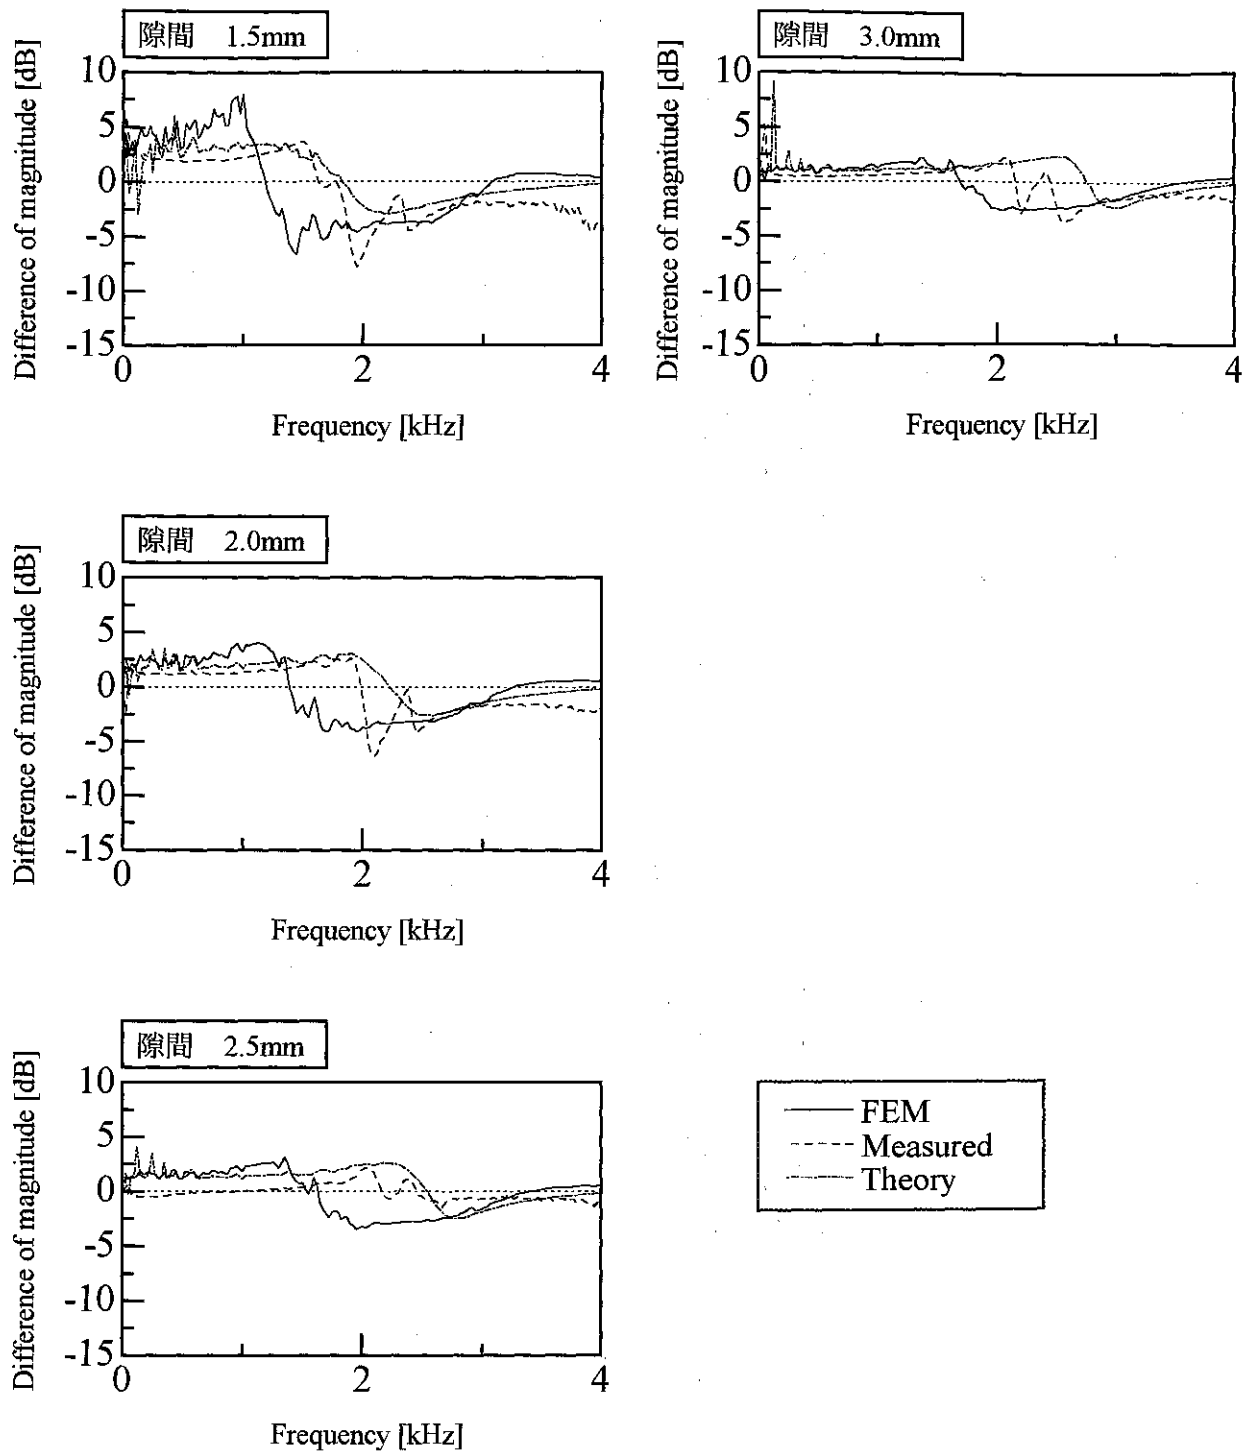 隙間 1.5mm
Difference of magnitude [dB]
10
5
0
-5
-10
-15
0 2 4
Frequency [kHz]
隙間 3.0mm
Difference of magnitude [dB]
10
5
0
-5
-10
-15
0 2 4
Frequency [kHz]
隙間 2.0mm
Difference of magnitude [dB]
10
5
0
-5
-10
-15
0 2 4
Frequency [kHz]
隙間 2.5mm
Difference of magnitude [dB]
10
5
0
-5
-10
-15
0 2 4
Frequency [kHz]
FEM
Measured
Theory